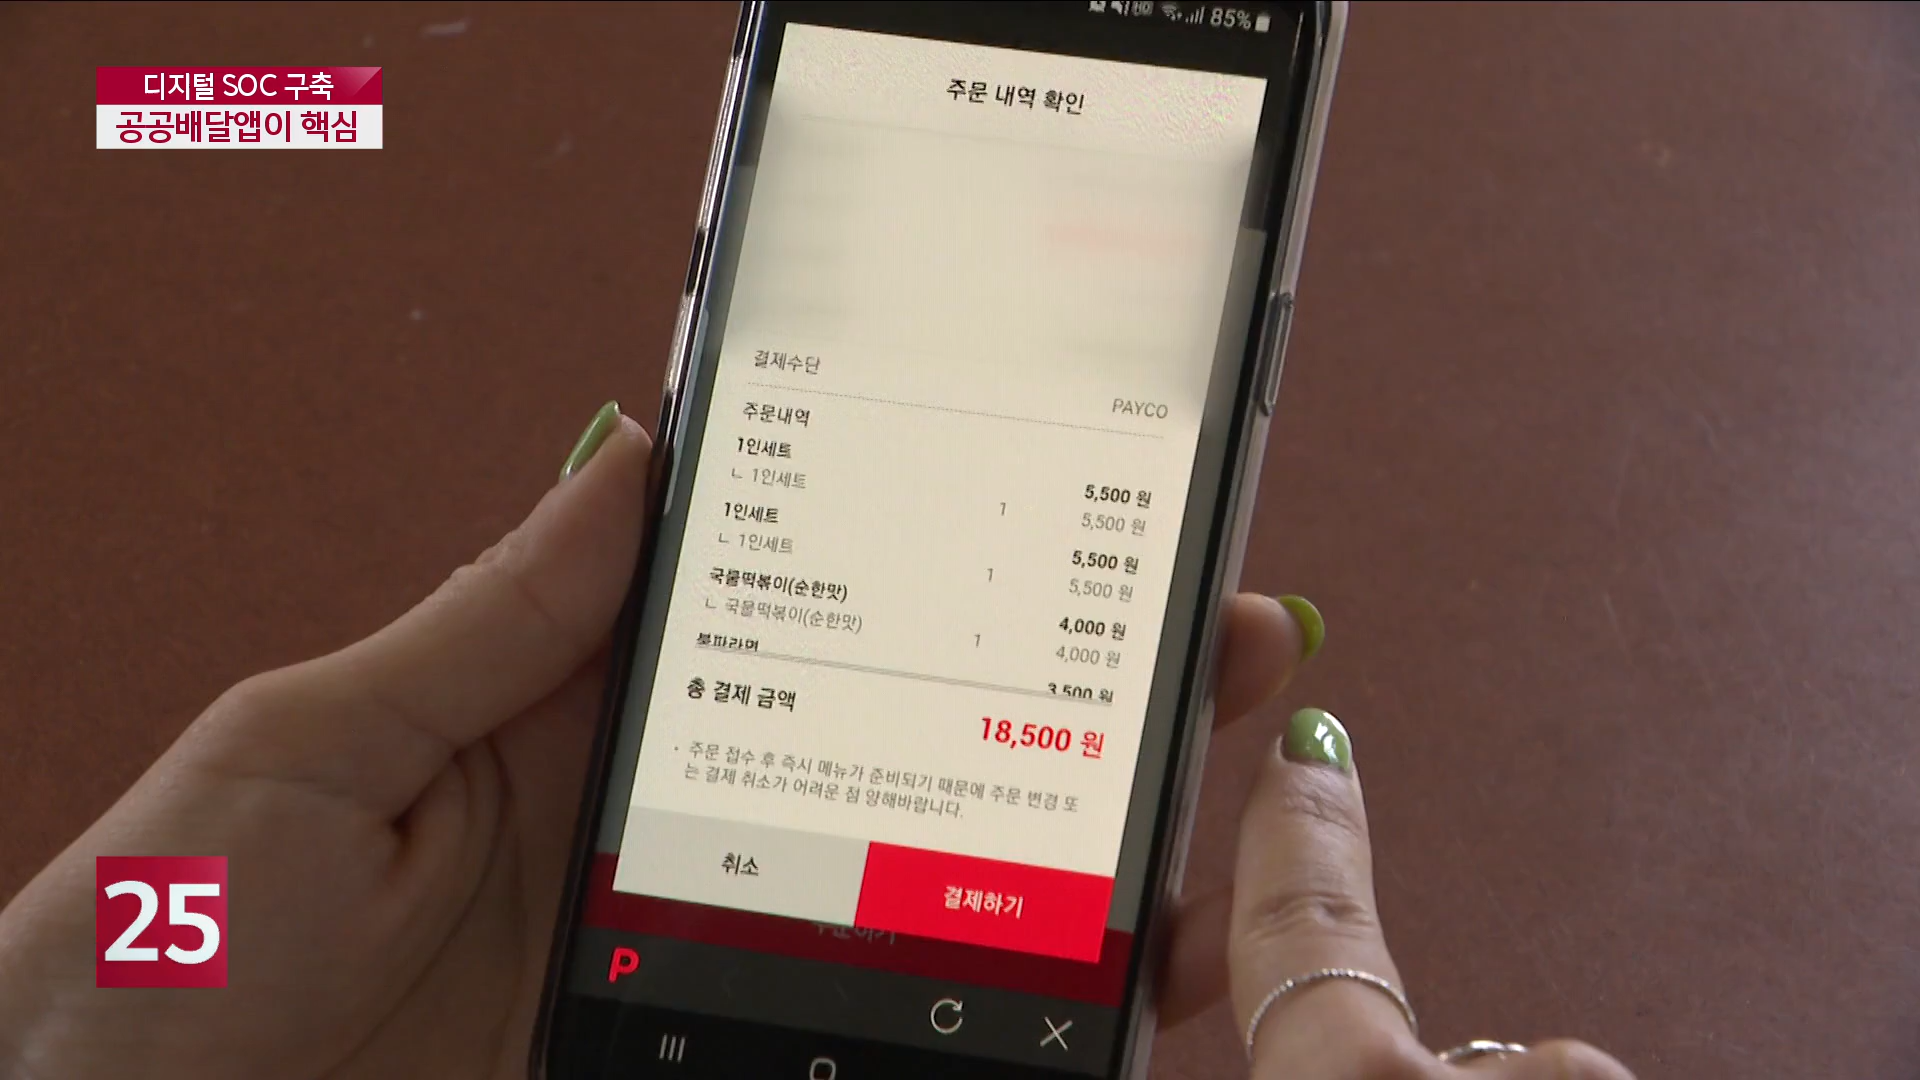 디지털 SOC 구축
공공배달앱이 핵심
85%
주문 내역 확인
결제수단
PAYCO
주문내역
1인세트
5,500 원
ㄴ 1인세트
1
5,500 원
1인세트
5,500 원
ㄴ 1인세트
1
5,500 원
국물떡볶이(순한맛)
4,000 원
ㄴ 국물떡볶이(순한맛)
1
4,000 원
3,500 원
총 결제 금액
18,500 원
· 주문 접수 후 즉시 메뉴가 준비되기 때문에 주문 변경 또
는 결제 취소가 어려운 점 양해바랍니다.
취소
결제하기
주문하기
P
25